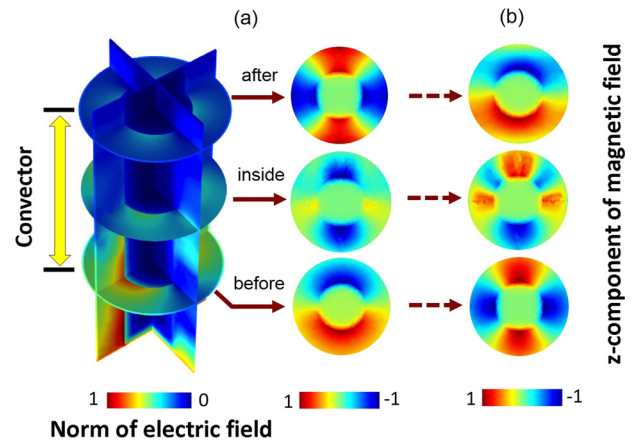 (a)
(b)
after
inside
before
Convector
z-component of magnetic field
1 0
1 -1
1 -1
Norm of electric field